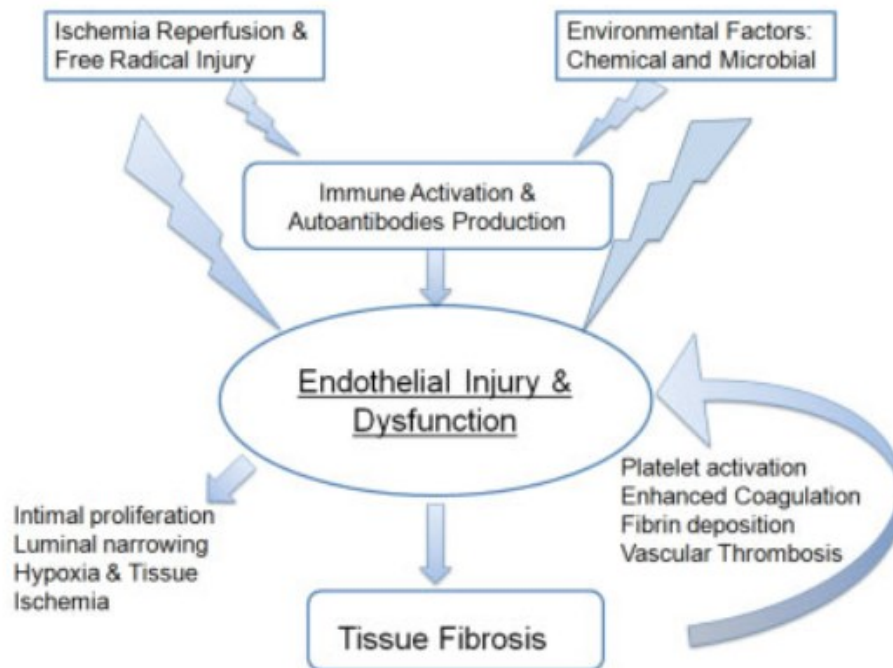 Ischemia Reperfusion &
Free Radical Injury
Environmental Factors:
Chemical and Microbial
Immune Activation &
Autoantibodies Production
Endothelial Injury &
Dysfunction
Intimal proliferation
Luminal narrowing
Hypoxia & Tissue
Ischemia
Platelet activation
Enhanced Coagulation
Fibrin deposition
Vascular Thrombosis
Tissue Fibrosis